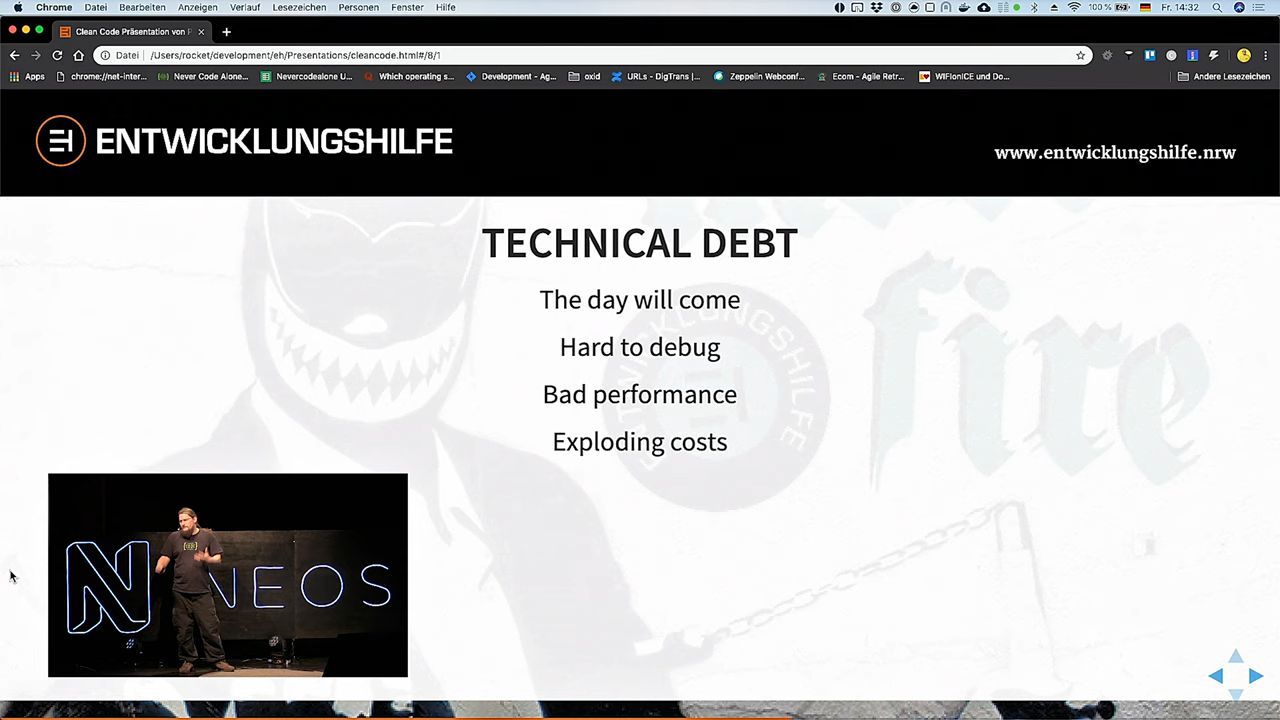 Chrome Datei Bearbeiten Anzeigen Verlauf Lesezeichen Personen Fenster Hilfe 100 % Fr. 14:32
Clean Code Präsentation von P
Datei /Users/rocket/development/eh/Presentations/cleancode.html#/8/1
Apps chrome://net-inter... Never Code Alone... Nevercodealone U... Which operating s... Development - Ag... oxid URLs - DigTrans |... Zeppelin Webconf... Ecom - Agile Retr... WIFIonICE und Do... Andere Lesezeichen
ENTWICKLUNGSHILFE
www.entwicklungshilfe.nrw
TECHNICAL DEBT
The day will come
Hard to debug
Bad performance
Exploding costs
fire
ENTWICKLUNGSHILFE
NEOS